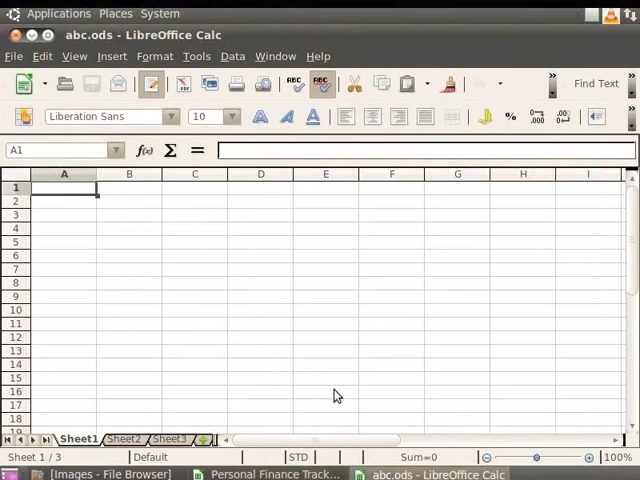 Applications Places System
abc.ods - LibreOffice Calc
File Edit View Insert Format Tools Data Window Help
ABC ABC Find Text
Liberation Sans 10 A A A % 
A1 f(x) Σ =
A B C D E F G H I
1
2
3
4
5
6
7
8
9
10
11
12
13
14
15
16
17
18
19
Sheet1 Sheet2 Sheet3
Sheet 1 / 3 Default STD Sum=0 100%
[Images - File Browser] Personal Finance Track... abc.ods - LibreOffice Calc